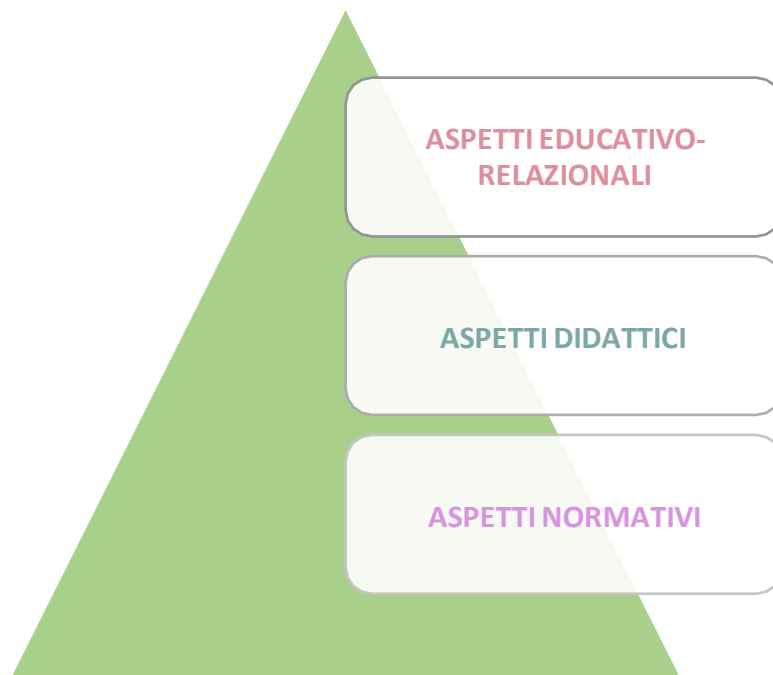 ASPETTI EDUCATIVO-
RELAZIONALI
ASPETTI DIDATTICI
ASPETTI NORMATIVI